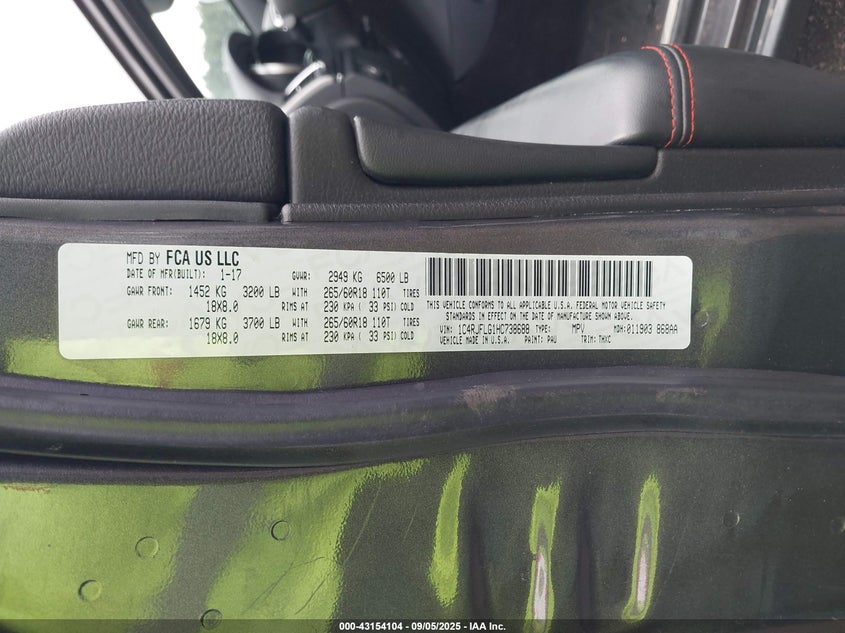 MFD BY FCA US LLC
DATE OF MFR(BUILT): 1-17 GVWR: 2949 KG 6500 LB
GAWR FRONT: 1452 KG 3200 LB WITH 265/60R18 110T TIRES
18X8.0 RIMS AT 230 KPA ( 33 PSI) COLD
GAWR REAR: 1679 KG 3700 LB WITH 265/60R18 110T TIRES
18X8.0 RIMS AT 230 KPA ( 33 PSI) COLD
THIS VEHICLE CONFORMS TO ALL APPLICABLE U.S.A. FEDERAL MOTOR VEHICLE SAFETY
STANDARDS IN EFFECT ON THE DATE OF MANUFACTURE SHOWN ABOVE.
VIN: 1C4RJFLG1HC738688 TYPE: MPV MDH: 011903 868AA
VEHICLE MADE IN U.S.A. PAINT: PAU TRIM: THXC
000-43154104 - 09/05/2025 - IAA Inc.